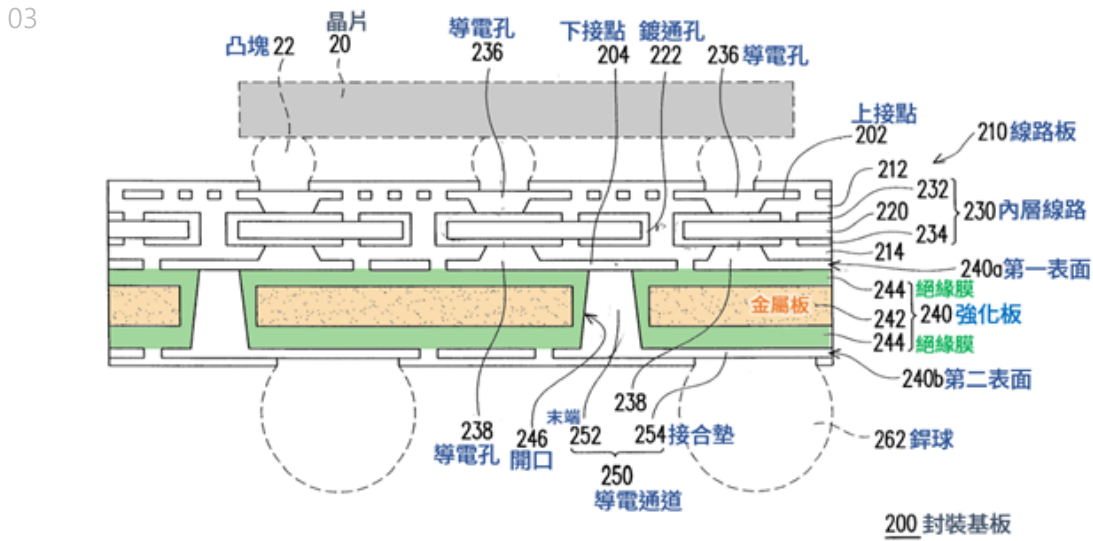 03
晶片
20
凸塊 22
導電孔
236
下接點
204
鍍通孔
222
236 導電孔
上接點
202
210 線路板
212
232
220
230 內層線路
234
214
240a 第一表面
244 絕緣膜
金屬板
242
240 強化板
244 絕緣膜
240b 第二表面
238
導電孔
246
開口
末端
252
238
254 接合墊
250
導電通道
262 銲球
200 封裝基板